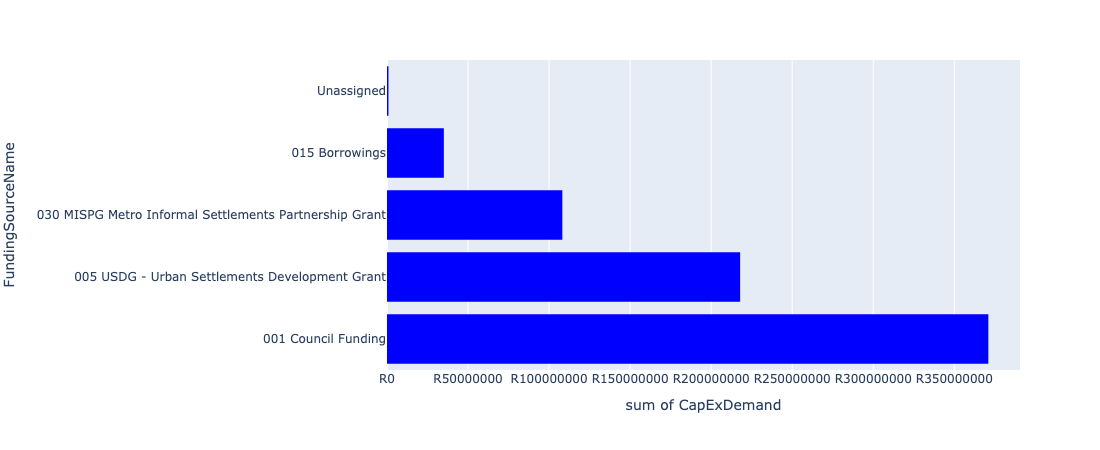 FundingSourceName
Unassigned
015 Borrowings
030 MISPG Metro Informal Settlements Partnership Grant
005 USDG - Urban Settlements Development Grant
001 Council Funding
R0 R50000000 R100000000 R150000000 R200000000 R250000000 R300000000 R350000000
sum of CapExDemand